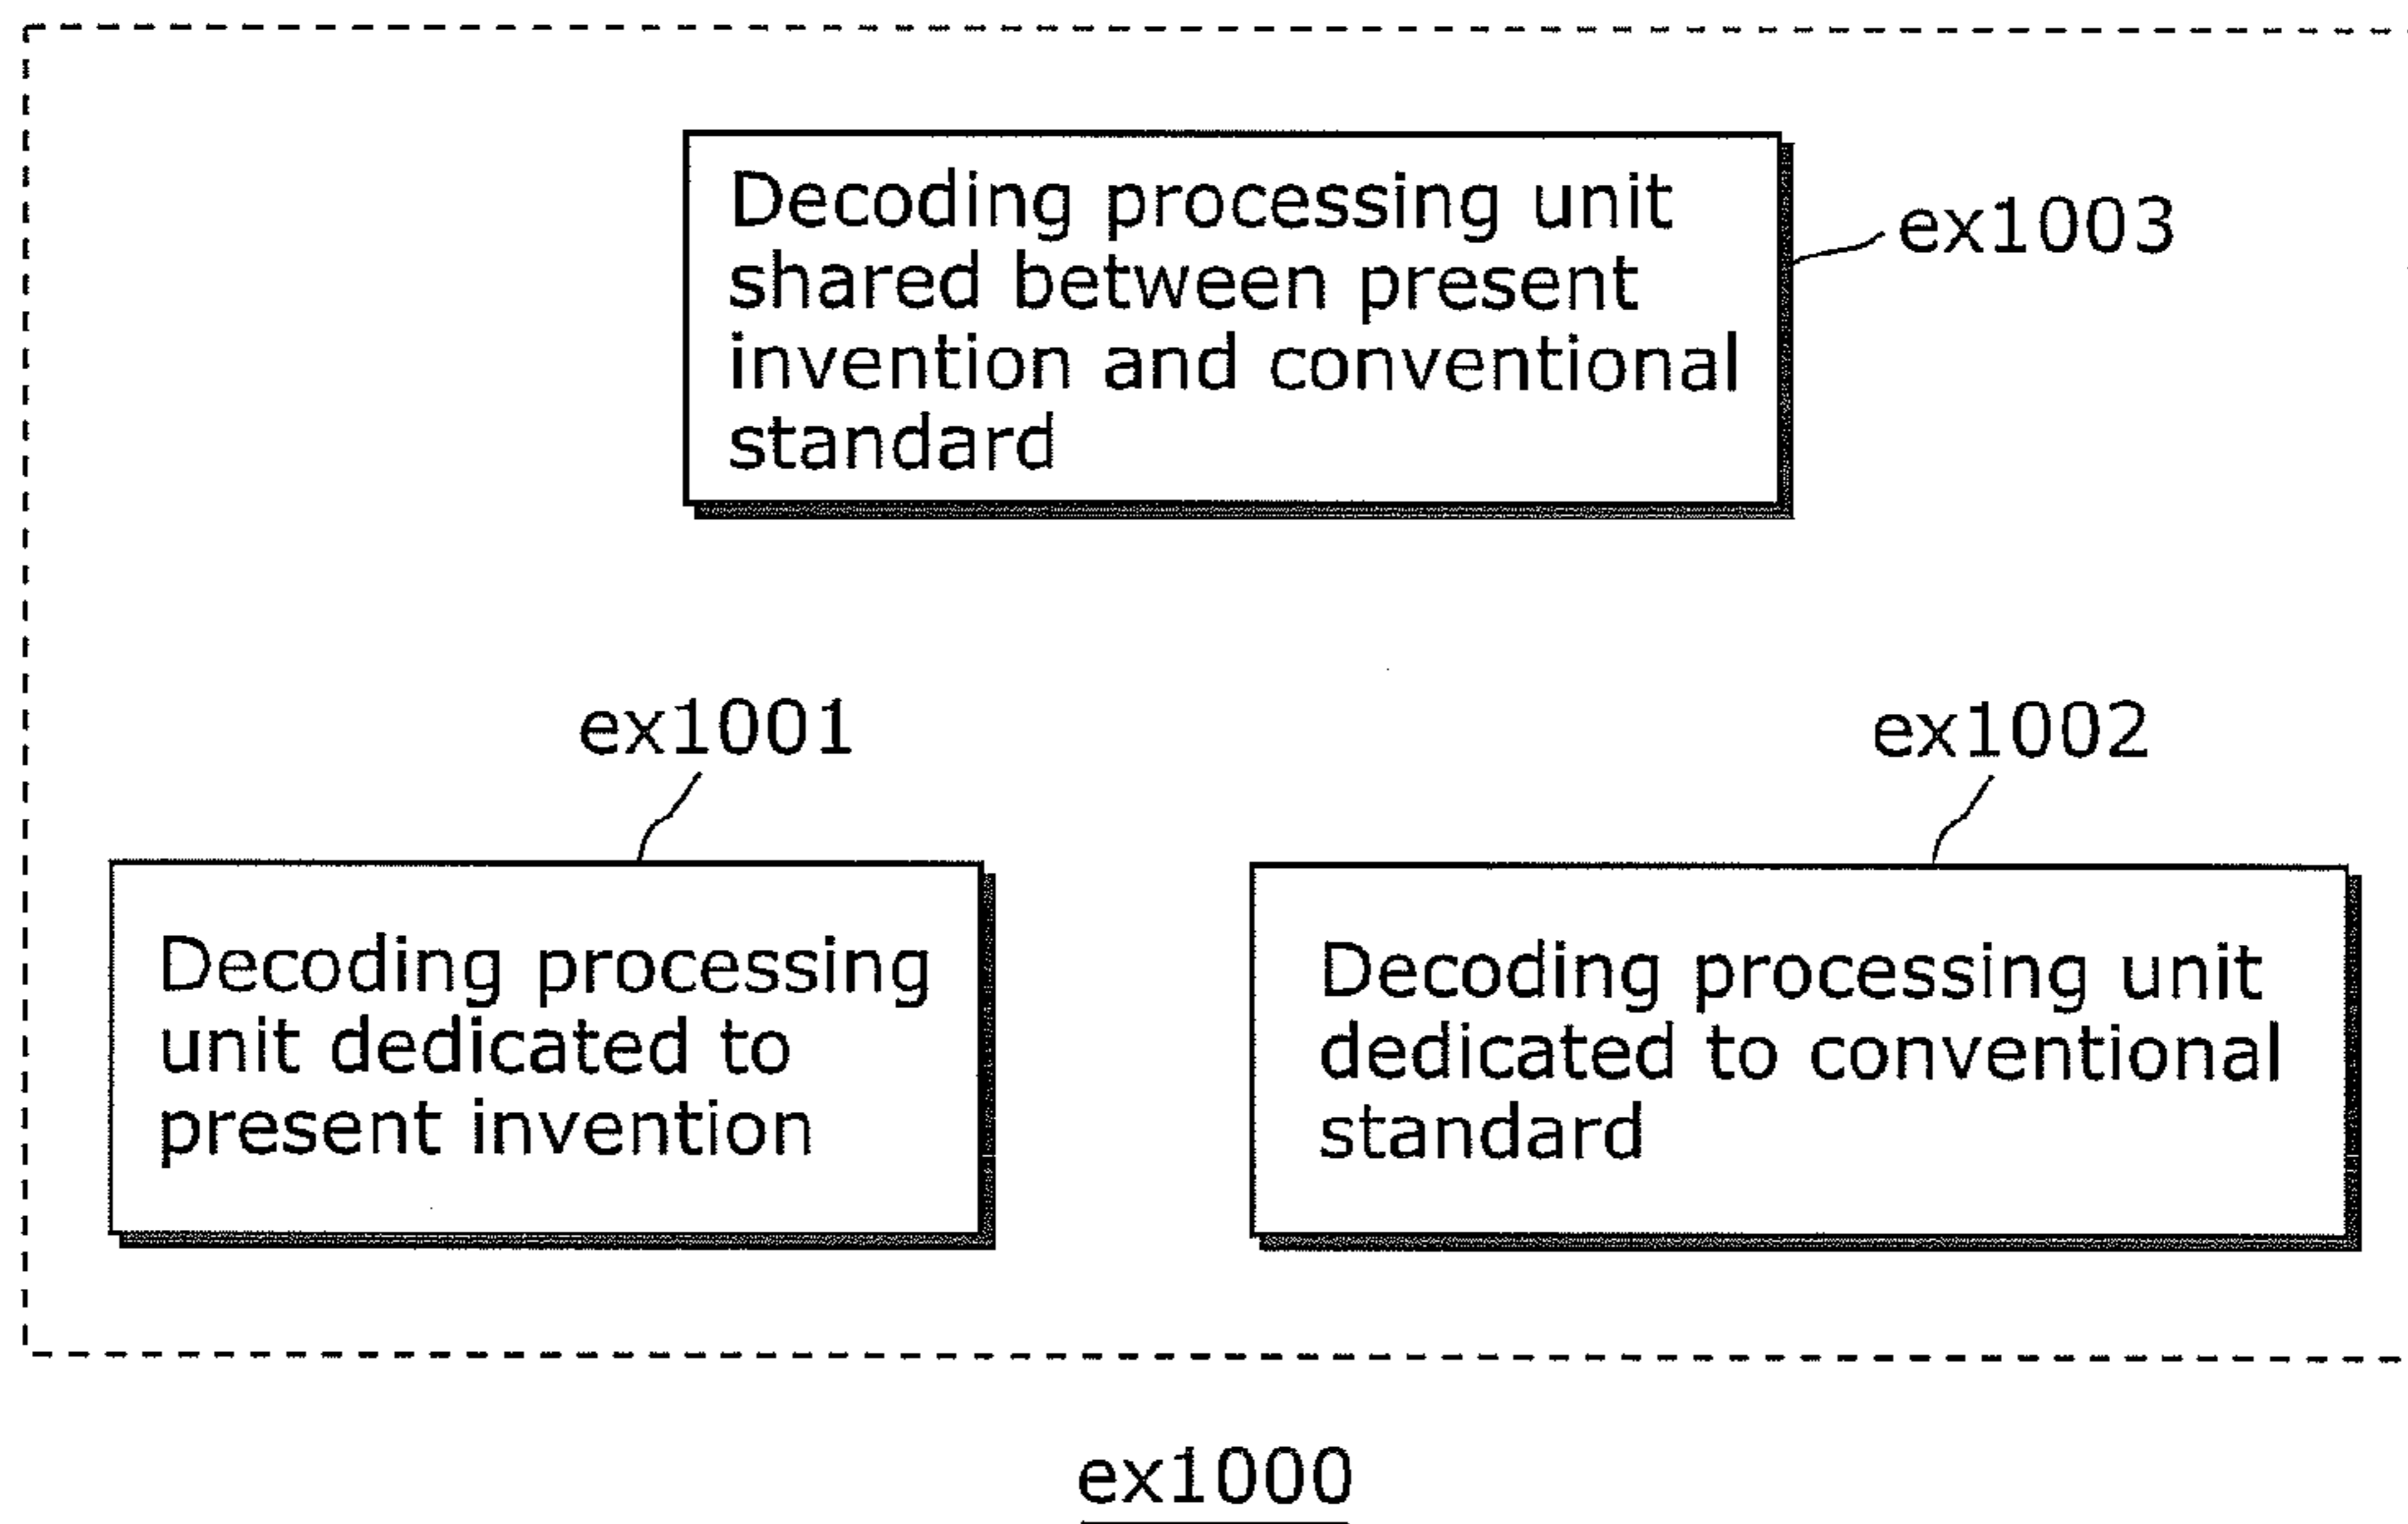 Decoding processing unit
shared between present
invention and conventional
standard
ex1003
ex1001
ex1002
Decoding processing
unit dedicated to
present invention
Decoding processing unit
dedicated to conventional
standard
ex1000